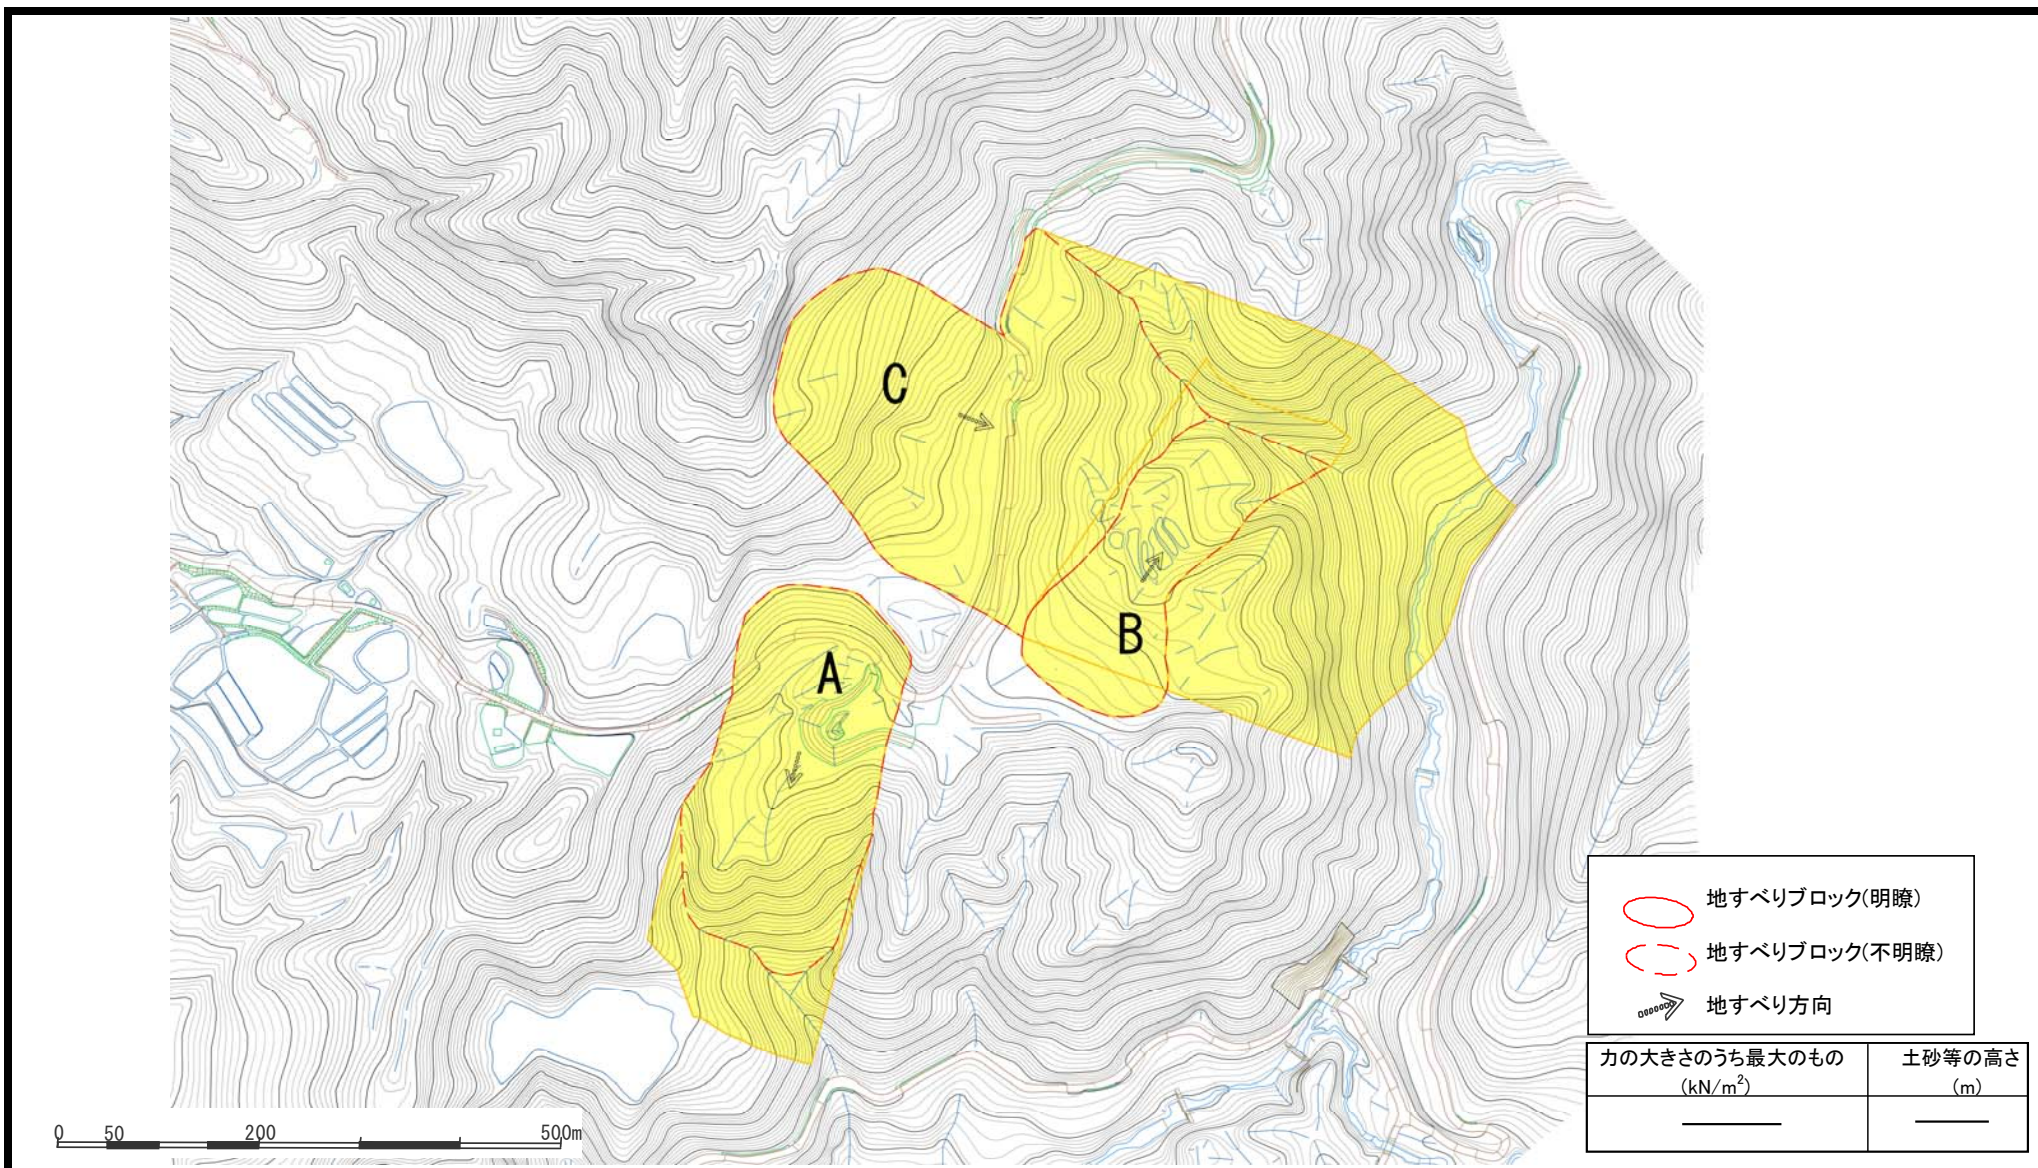 C
B
A
地すべりブロック(明瞭)
地すべりブロック(不明瞭)
地すべり方向
力の大きさのうち最大のもの
(kN/m²)
土砂等の高さ
(m)
0 50 200 500m